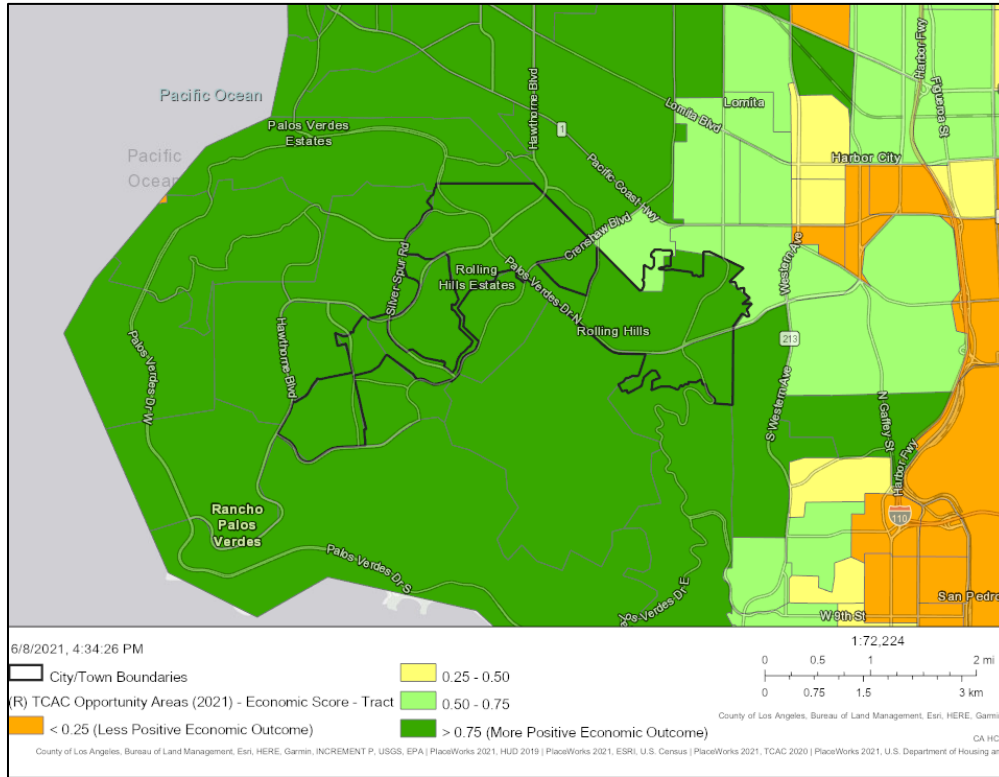 Pacific Ocean
Pacific
Ocean
Palos Verdes
Estates
Hawthorne Blvd
1
Lomita Blvd
Lomita
Harbor Fwy
Figueroa St
Harbor City
Pacific Coast Hwy
Crenshaw Blvd
Silver Spur Rd
Rolling
Hills Estates
Palos Verdes Dr N
Rolling Hills
Western Ave
213
Hawthorne Blvd
Palos Verdes Dr W
S Western Ave
N Gaffey St
Harbor Fwy
110
Rancho
Palos
Verdes
Palos Verdes Dr S
los Verdes Dr E
San Pedro
W 9th St
6/8/2021, 4:34:26 PM
City/Town Boundaries
(R) TCAC Opportunity Areas (2021) - Economic Score - Tract
< 0.25 (Less Positive Economic Outcome)
0.25 - 0.50
0.50 - 0.75
> 0.75 (More Positive Economic Outcome)
1:72,224
0 0.5 1 2 mi
0 0.75 1.5 3 km
County of Los Angeles, Bureau of Land Management, Esri, HERE, Garmi
CA HC
County of Los Angeles, Bureau of Land Management, Esri, HERE, Garmin, INCREMENT P, USGS, EPA | PlaceWorks 2021, HUD 2019 | PlaceWorks 2021, ESRI, U.S. Census | PlaceWorks 2021, TCAC 2020 | PlaceWorks 2021, U.S. Department of Housing an